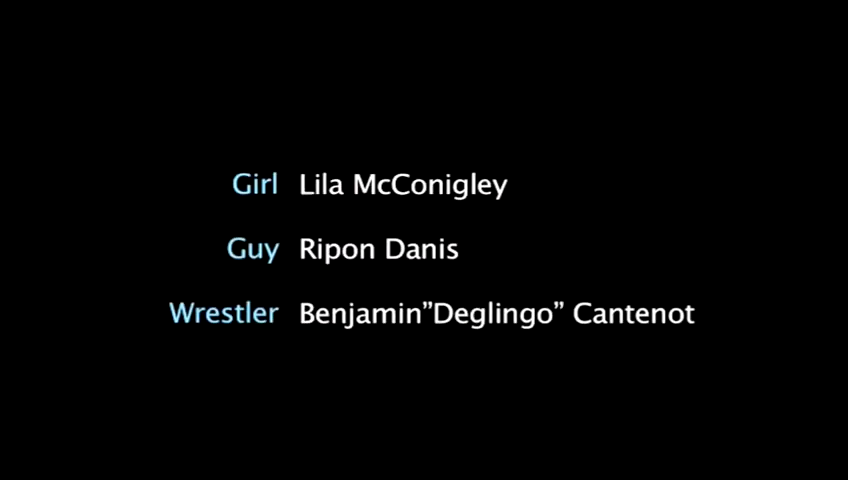 Girl Lila McConigley
Guy Ripon Danis
Wrestler Benjamin”Deglingo” Cantenot